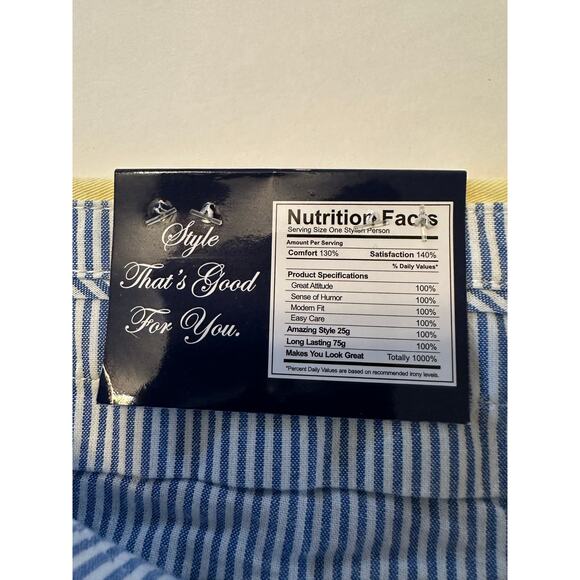 Style
That's Good
For You.
Nutrition Facts
Serving Size One Stylish Person
Amount Per Serving
Comfort 130% Satisfaction 140%
% Daily Values*
Product Specifications
Great Attitude 100%
Sense of Humor 100%
Modern Fit 100%
Easy Care 100%
Amazing Style 25g 100%
Long Lasting 75g 100%
Makes You Look Great Totally 1000%
*Percent Daily Values are based on recommended irony levels.